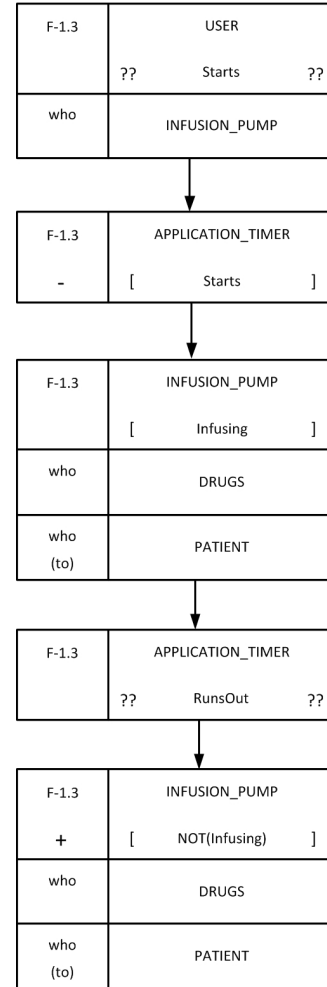 F-1.3 USER
?? Starts ??
who INFUSION_PUMP
F-1.3 APPLICATION_TIMER
- [ Starts ]
F-1.3 INFUSION_PUMP
[ Infusing ]
who DRUGS
who
(to) PATIENT
F-1.3 APPLICATION_TIMER
?? RunsOut ??
F-1.3 INFUSION_PUMP
+ [ NOT(Infusing) ]
who DRUGS
who
(to) PATIENT